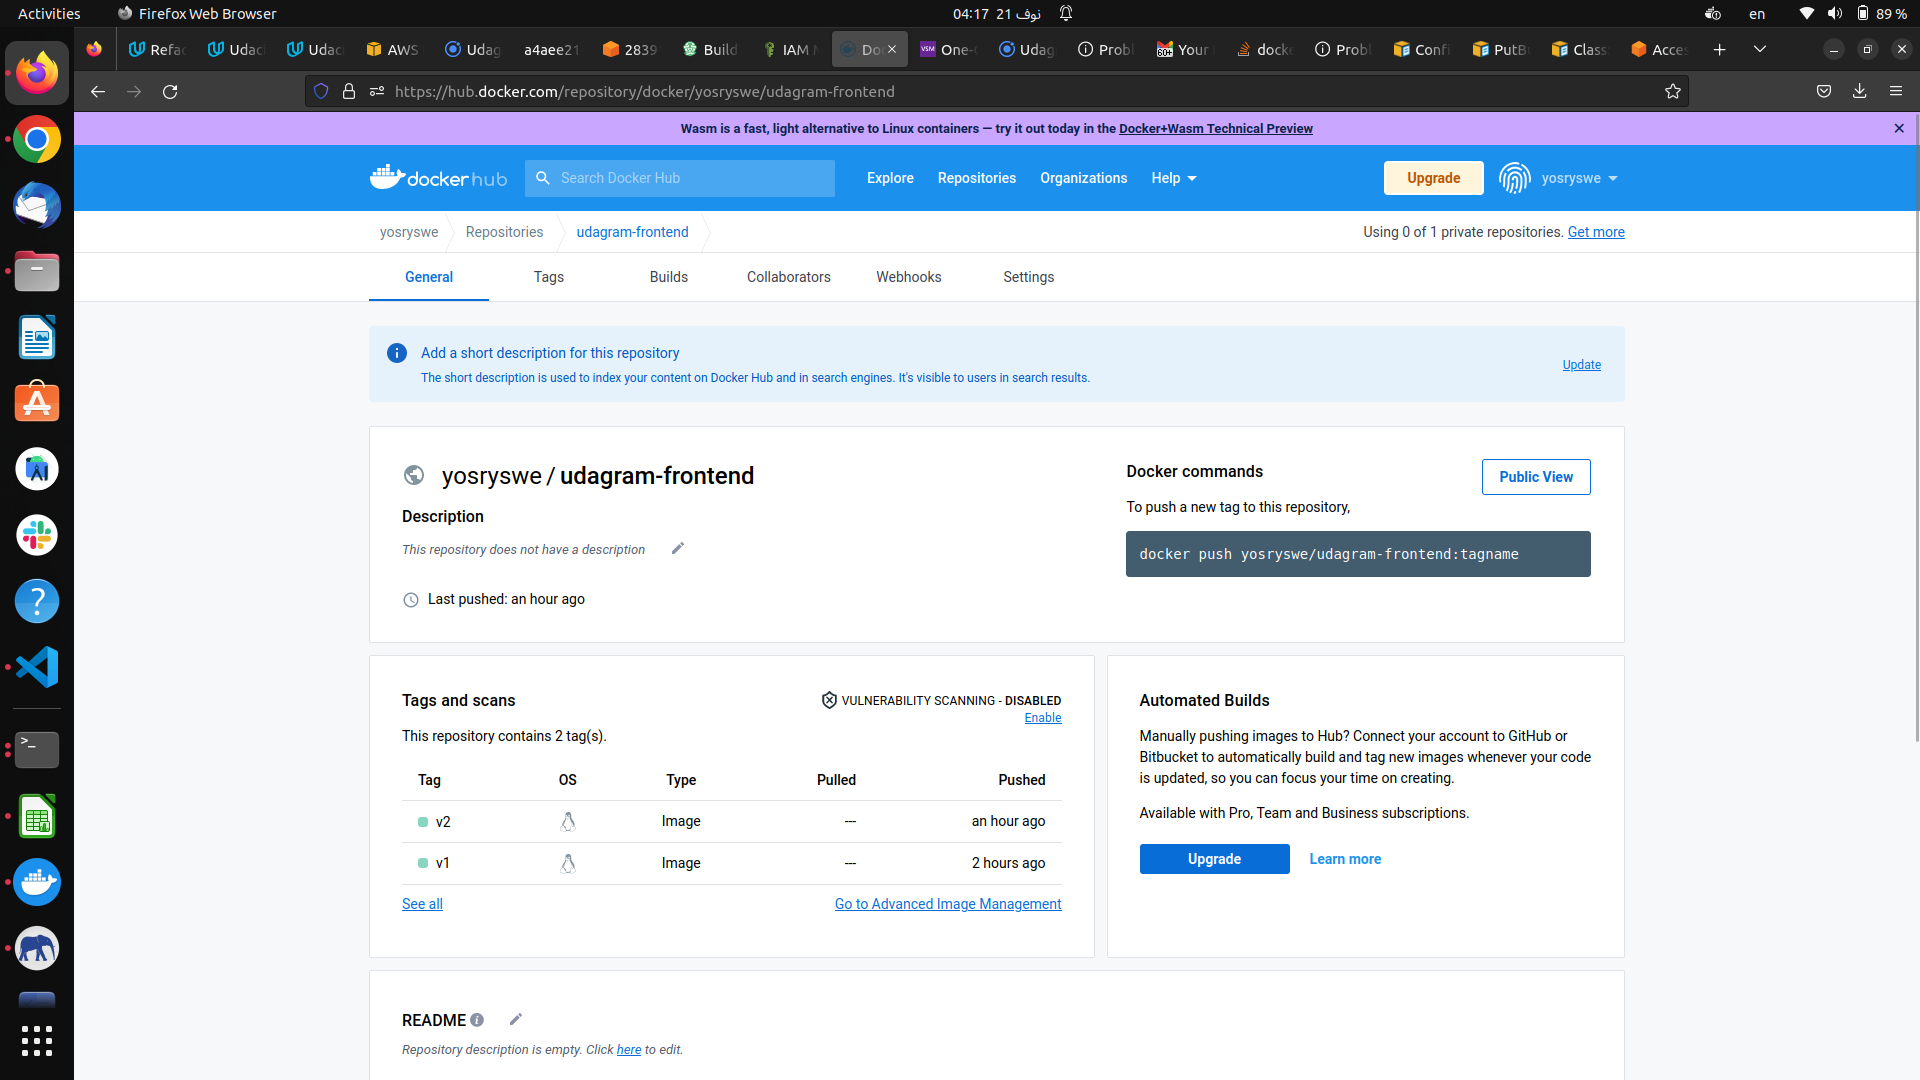 Activities Firefox Web Browser 04:17 21 نوف en 89 %
Refac Udaci Udaci AWS Udag a4aee21 2839 Build IAM M Do One- Udag Probl Your docke Probl Confi PutBu Class Acces
https://hub.docker.com/repository/docker/yosryswe/udagram-frontend
Wasm is a fast, light alternative to Linux containers — try it out today in the Docker+Wasm Technical Preview
docker hub Search Docker Hub Explore Repositories Organizations Help Upgrade yosryswe
yosryswe Repositories udagram-frontend Using 0 of 1 private repositories. Get more
General Tags Builds Collaborators Webhooks Settings
Add a short description for this repository
The short description is used to index your content on Docker Hub and in search engines. It's visible to users in search results.
Update
yosryswe / udagram-frontend
Description
This repository does not have a description
Last pushed: an hour ago
Docker commands
Public View
To push a new tag to this repository,
docker push yosryswe/udagram-frontend:tagname
Tags and scans
VULNERABILITY SCANNING - DISABLED
Enable
This repository contains 2 tag(s).
Tag OS Type Pulled Pushed
v2 Image --- an hour ago
v1 Image --- 2 hours ago
See all Go to Advanced Image Management
Automated Builds
Manually pushing images to Hub? Connect your account to GitHub or
Bitbucket to automatically build and tag new images whenever your code
is updated, so you can focus your time on creating.
Available with Pro, Team and Business subscriptions.
Upgrade Learn more
README
Repository description is empty. Click here to edit.